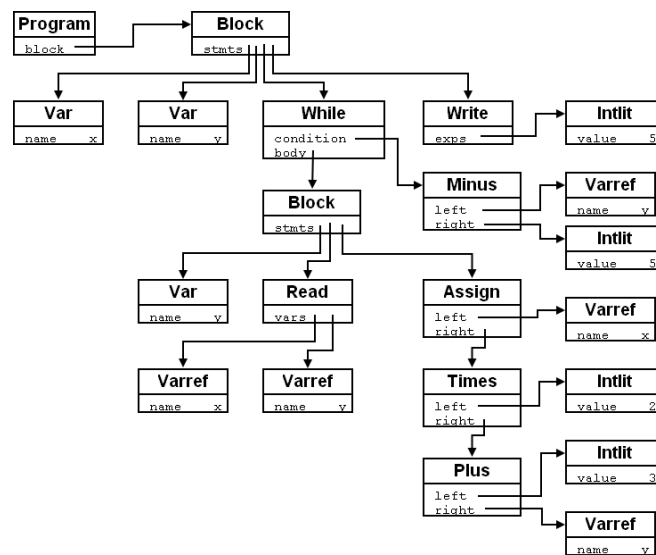 Program
block
Block
stmts
Var
name x
Var
name y
While
condition
body
Write
exps
Intlit
value 5
Minus
left
right
Varref
name y
Intlit
value 5
Block
stmts
Var
name y
Read
vars
Assign
left
right
Varref
name x
Varref
name x
Varref
name y
Times
left
right
Intlit
value 2
Plus
left
right
Intlit
value 3
Varref
name y